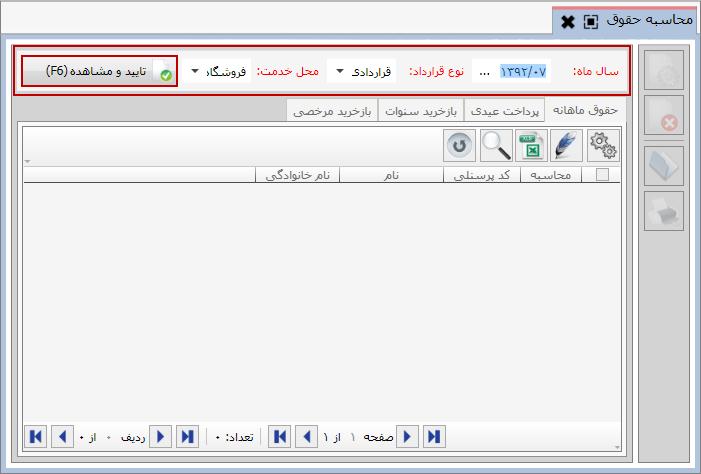 محاسبه حقوق
سال ماه: ۱۳۹۲/۰۷ ... نوع قرارداد: قراردادی محل خدمت: فروشگاه تایید و مشاهده (F6)
حقوق ماهانه پرداخت عیدی بازخرید سنوات بازخرید مرخصی
محاسبه کد پرسنلی نام نام خانوادگی
صفحه ۱ از ۱ تعداد: ۰ ردیف ۰ از ۰